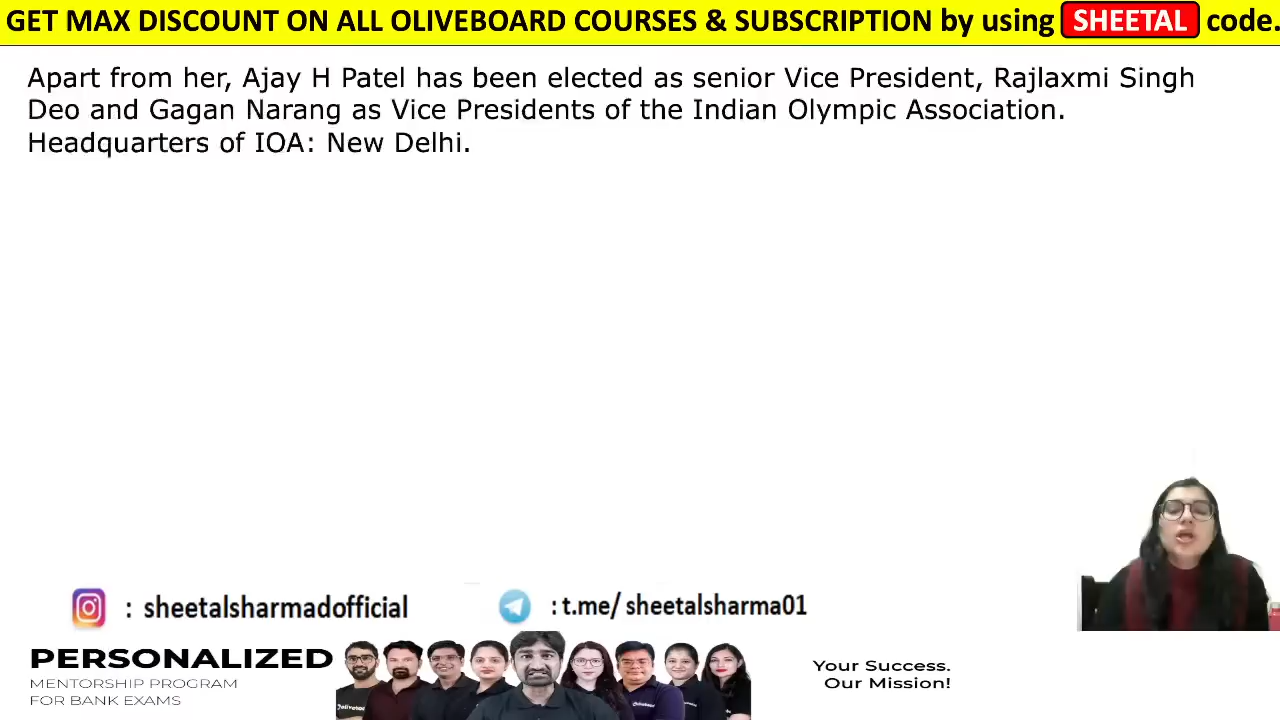 GET MAX DISCOUNT ON ALL OLIVEBOARD COURSES & SUBSCRIPTION by using SHEETAL code.
Apart from her, Ajay H Patel has been elected as senior Vice President, Rajlaxmi Singh
Deo and Gagan Narang as Vice Presidents of the Indian Olympic Association.
Headquarters of IOA: New Delhi.
: sheetalsharmadofficial
: t.me/ sheetalsharma01
PERSONALIZED
MENTORSHIP PROGRAM
FOR BANK EXAMS
Your Success.
Our Mission!